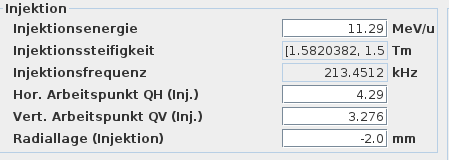 Injektion
Injektionsenergie 11.29 MeV/u
Injektionssteifigkeit [1.5820382, 1.5 Tm
Injektionsfrequenz 213.4512 kHz
Hor. Arbeitspunkt QH (Inj.) 4.29
Vert. Arbeitspunkt QV (Inj.) 3.276
Radiallage (Injektion) -2.0 mm